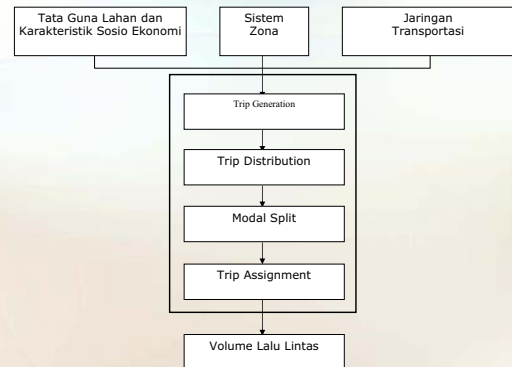 Tata Guna Lahan dan
Karakteristik Sosio Ekonomi
Sistem
Zona
Jaringan
Transportasi
Trip Generation
Trip Distribution
Modal Split
Trip Assignment
Volume Lalu Lintas